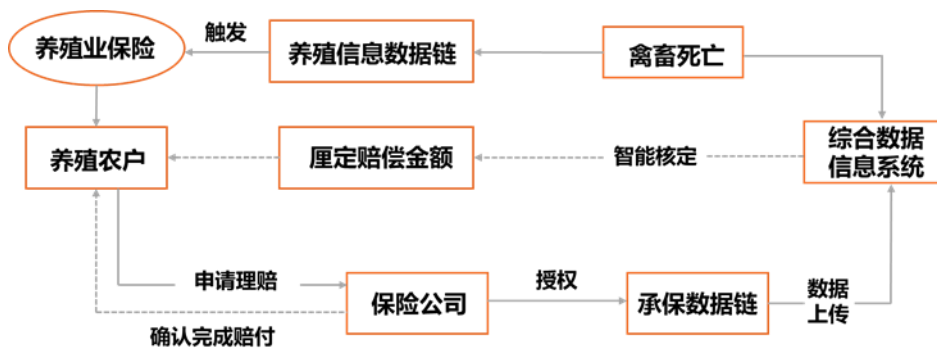 触发
养殖业保险
养殖信息数据链
禽畜死亡
养殖农户
厘定赔偿金额
智能核定
综合数据
信息系统
申请理赔
保险公司
授权
承保数据链
数据
上传
确认完成赔付